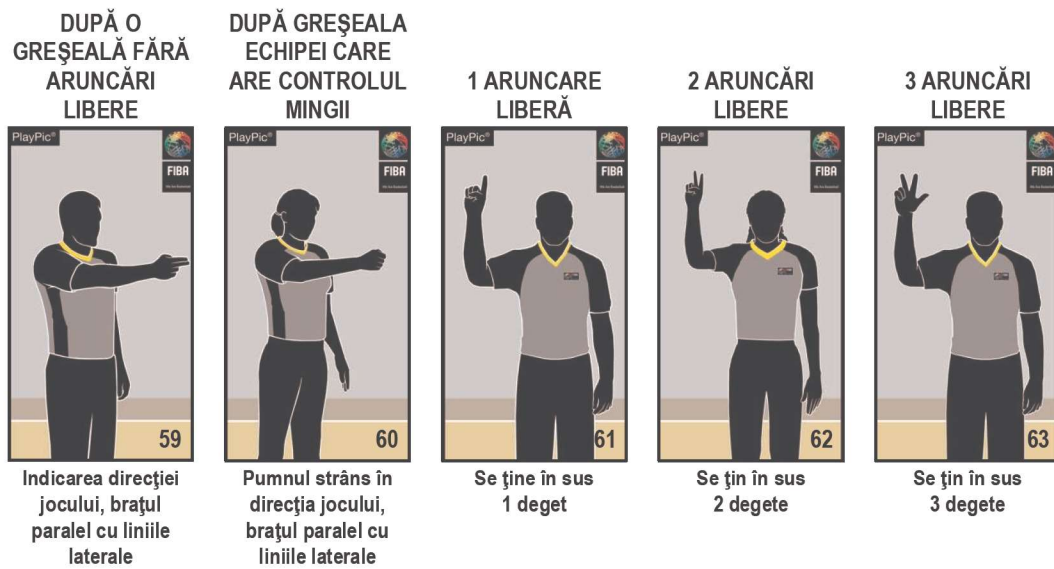 DUPĂ O
GREŞEALĂ FĂRĂ
ARUNCĂRI
LIBERE
DUPĂ GREŞEALA
ECHIPEI CARE
ARE CONTROLUL
MINGII
1 ARUNCARE
LIBERĂ
2 ARUNCĂRI
LIBERE
3 ARUNCĂRI
LIBERE
PlayPic®
FIBA
59
PlayPic®
FIBA
60
PlayPic®
FIBA
61
PlayPic®
FIBA
62
PlayPic®
FIBA
63
Indicarea direcţiei
jocului, braţul
paralel cu liniile
laterale
Pumnul strâns în
direcţia jocului,
braţul paralel cu
liniile laterale
Se ţine în sus
1 deget
Se ţin în sus
2 degete
Se ţin în sus
3 degete